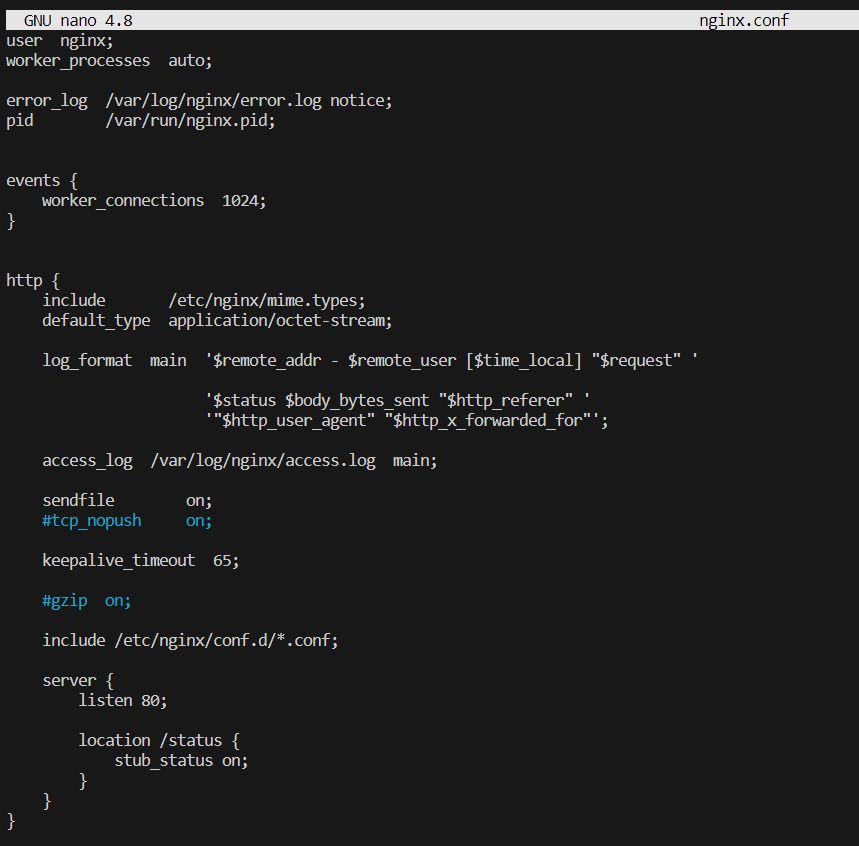 GNU nano 4.8 nginx.conf
user  nginx;
worker_processes  auto;

error_log  /var/log/nginx/error.log notice;
pid        /var/run/nginx.pid;


events {
    worker_connections  1024;
}


http {
    include       /etc/nginx/mime.types;
    default_type  application/octet-stream;

    log_format  main  '$remote_addr - $remote_user [$time_local] "$request" '

                      '$status $body_bytes_sent "$http_referer" '
                      '"$http_user_agent" "$http_x_forwarded_for"';

    access_log  /var/log/nginx/access.log  main;

    sendfile        on;
    #tcp_nopush     on;

    keepalive_timeout  65;

    #gzip  on;

    include /etc/nginx/conf.d/*.conf;

    server {
        listen 80;

        location /status {
            stub_status on;
        }
    }
}